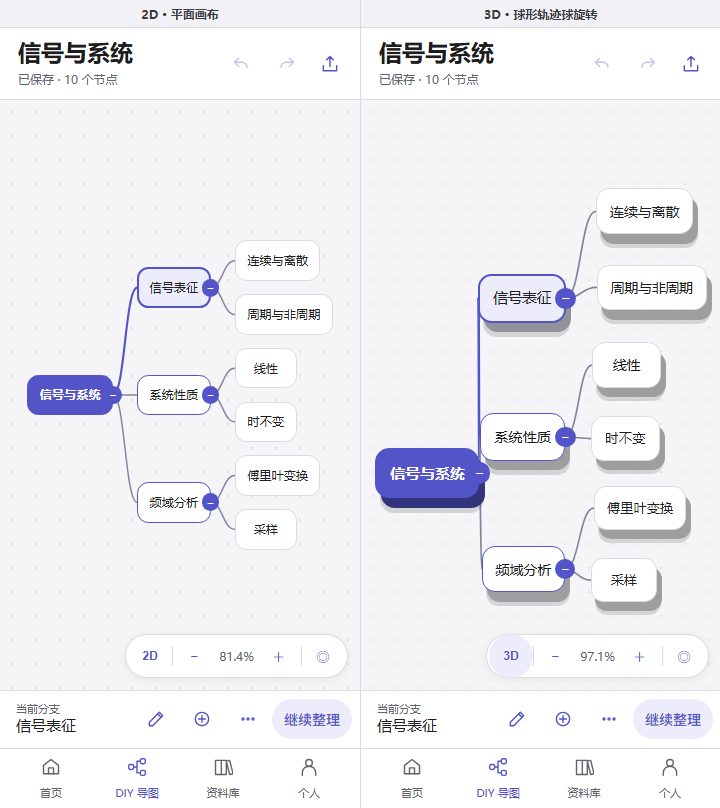 2D • 平面画布
信号与系统
已保存 · 10 个节点
连续与离散
信号表征
周期与非周期
线性
信号与系统
系统性质
时不变
傅里叶变换
频域分析
采样
2D
81.4%
当前分支
信号表征
继续整理
首页
DIY 导图
资料库
个人
3D • 球形轨迹球旋转
信号与系统
已保存 · 10 个节点
连续与离散
信号表征
周期与非周期
线性
系统性质
时不变
信号与系统
傅里叶变换
频域分析
采样
3D
97.1%
当前分支
信号表征
继续整理
首页
DIY 导图
资料库
个人